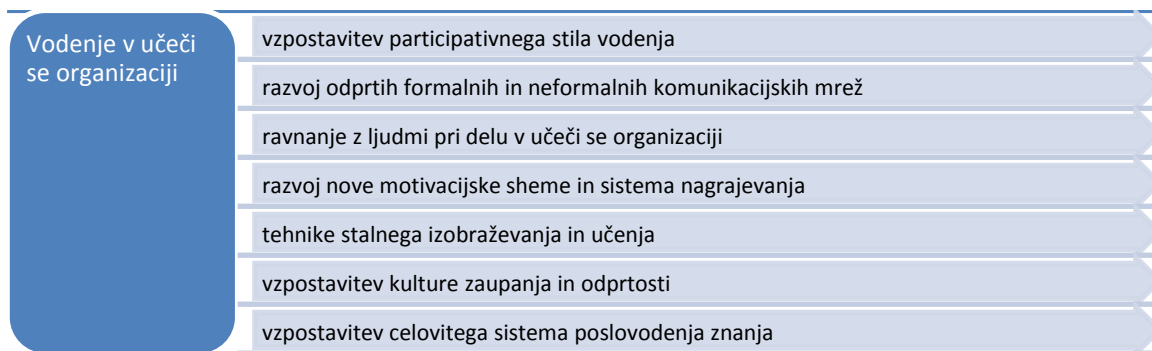 Vodenje v učeči
se organizaciji
vzpostavitev participativnega stila vodenja
razvoj odprtih formalnih in neformalnih komunikacijskih mrež
ravnanje z ljudmi pri delu v učeči se organizaciji
razvoj nove motivacijske sheme in sistema nagrajevanja
tehnike stalnega izobraževanja in učenja
vzpostavitev kulture zaupanja in odprtosti
vzpostavitev celovitega sistema poslovodenja znanja